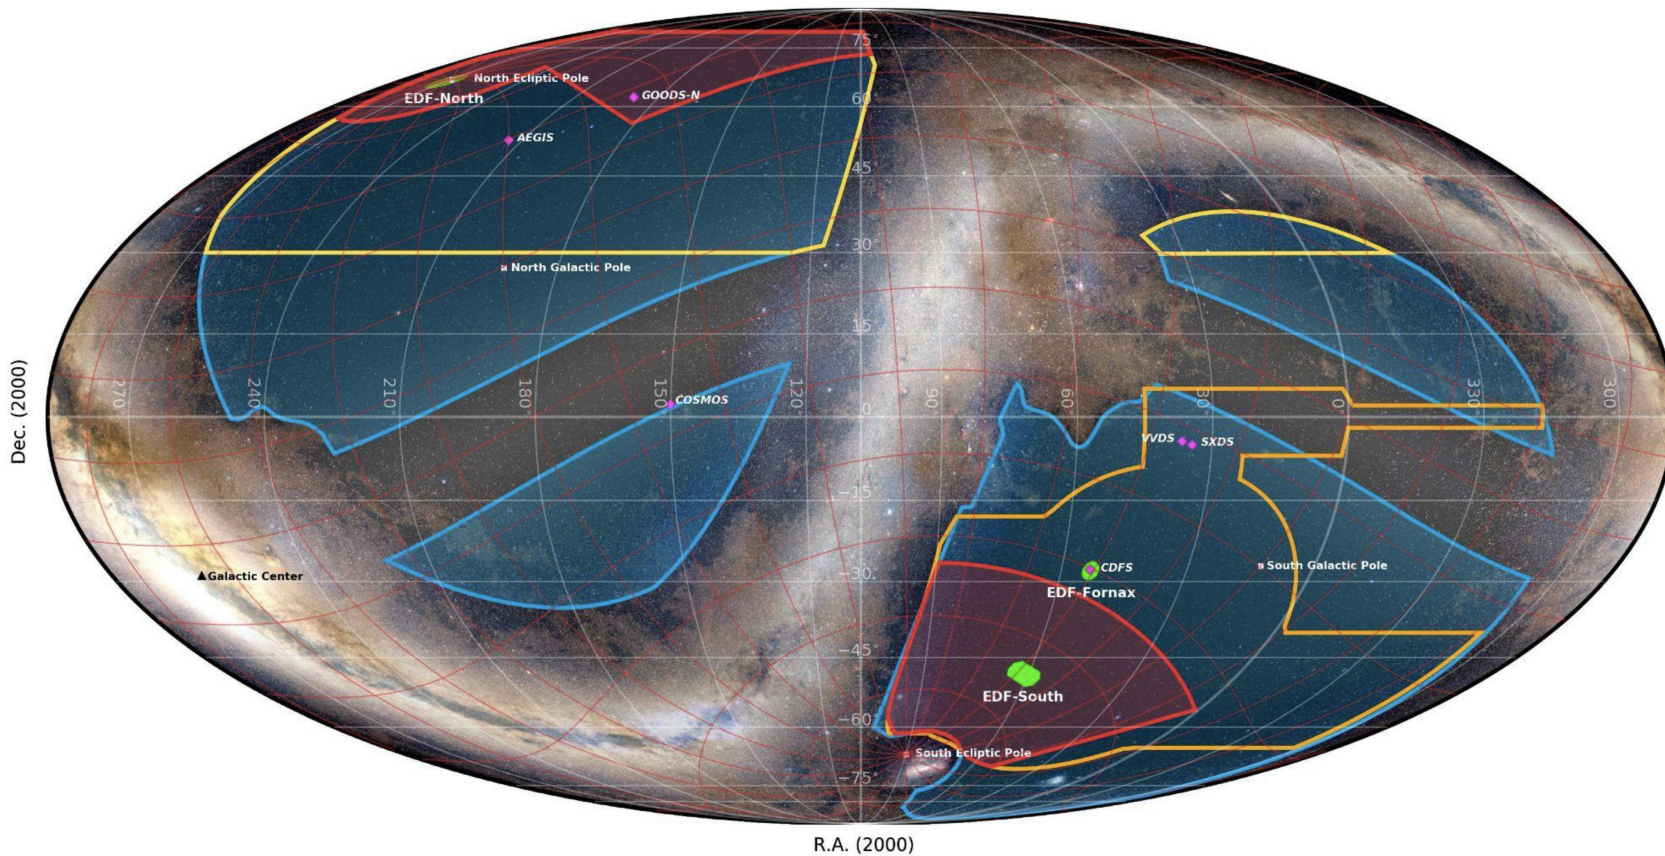 75°
North Ecliptic Pole
EDF-North
GOODS-N
60°
AEGIS
45°
30°
North Galactic Pole
15°
Dec. (2000)
270°
240°
210°
180°
150°
120°
0°
90°
60°
30°
0°
330°
300°
COSMOS
VVDS
SXDS
−15°
Galactic Center
−30°
CDFS
South Galactic Pole
EDF-Fornax
−45°
EDF-South
−60°
South Ecliptic Pole
−75°
R.A. (2000)